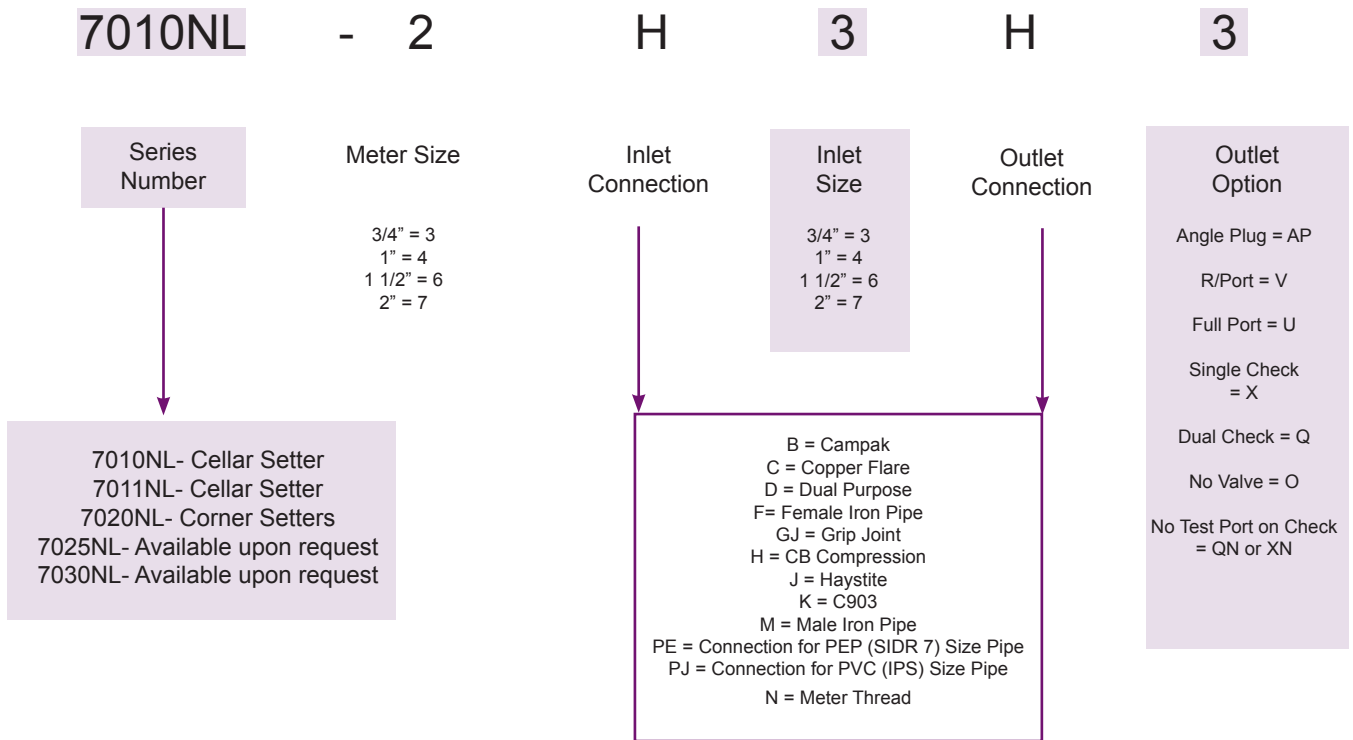 7010NL - 2 H 3 H 3
Series
Number
Meter Size
Inlet
Connection
Inlet
Size
Outlet
Connection
Outlet
Option
3/4” = 3
1” = 4
1 1/2” = 6
2” = 7
3/4” = 3
1” = 4
1 1/2” = 6
2” = 7
Angle Plug = AP
R/Port = V
Full Port = U
Single Check
= X
Dual Check = Q
No Valve = O
No Test Port on Check
= QN or XN
7010NL- Cellar Setter
7011NL- Cellar Setter
7020NL- Corner Setters
7025NL- Available upon request
7030NL- Available upon request
B = Campak
C = Copper Flare
D = Dual Purpose
F= Female Iron Pipe
GJ = Grip Joint
H = CB Compression
J = Haystite
K = C903
M = Male Iron Pipe
PE = Connection for PEP (SIDR 7) Size Pipe
PJ = Connection for PVC (IPS) Size Pipe
N = Meter Thread